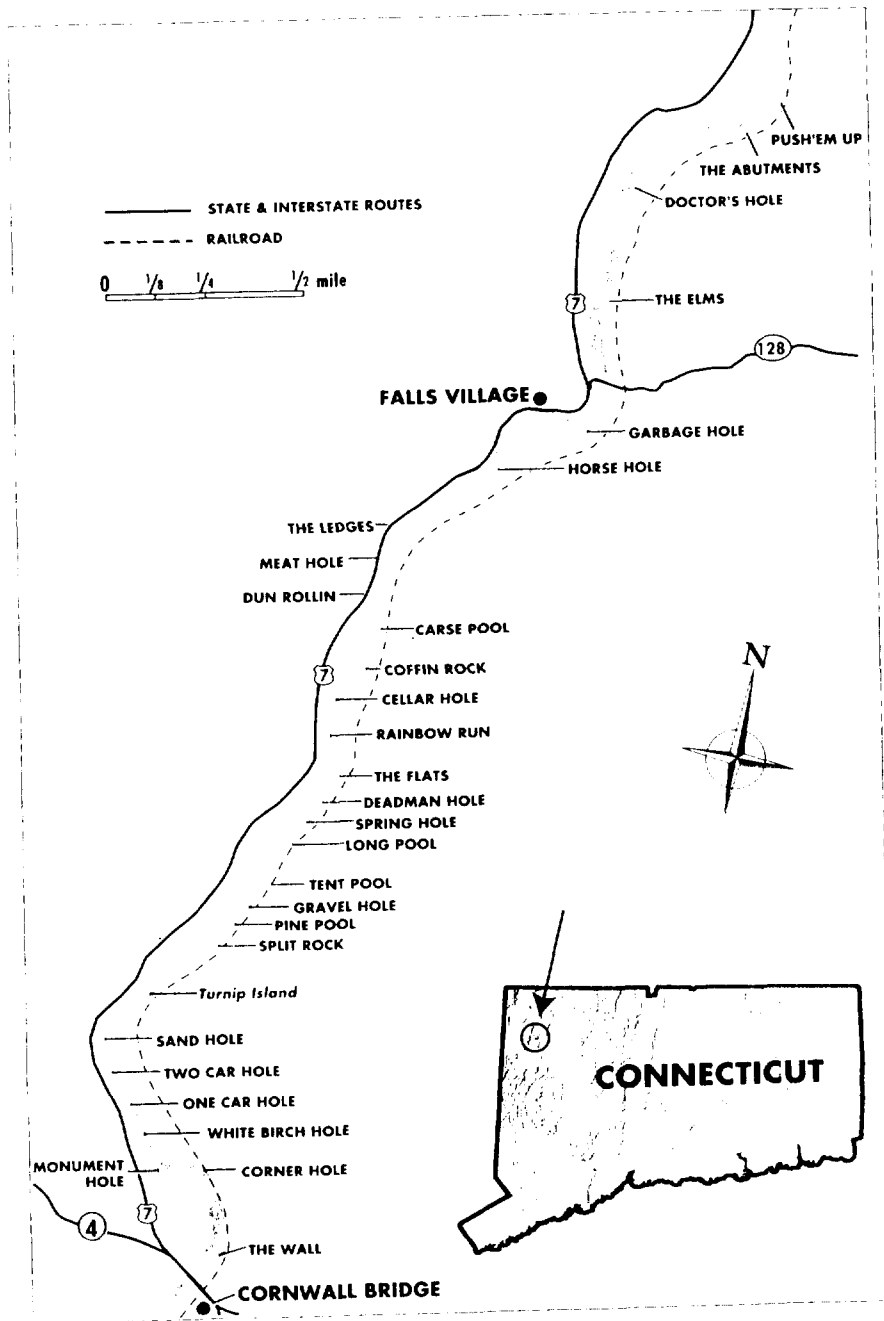 PUSH'EM UP
THE ABUTMENTS
DOCTOR'S HOLE
STATE & INTERSTATE ROUTES
RAILROAD
0 1/8 1/4 1/2 mile
7
THE ELMS
128
FALLS VILLAGE
GARBAGE HOLE
HORSE HOLE
THE LEDGES
MEAT HOLE
DUN ROLLIN
CARSE POOL
COFFIN ROCK
7
CELLAR HOLE
RAINBOW RUN
N
THE FLATS
DEADMAN HOLE
SPRING HOLE
LONG POOL
TENT POOL
GRAVEL HOLE
PINE POOL
SPLIT ROCK
Turnip Island
SAND HOLE
TWO CAR HOLE
ONE CAR HOLE
WHITE BIRCH HOLE
MONUMENT
HOLE
CORNER HOLE
7
4
THE WALL
CORNWALL BRIDGE
CONNECTICUT